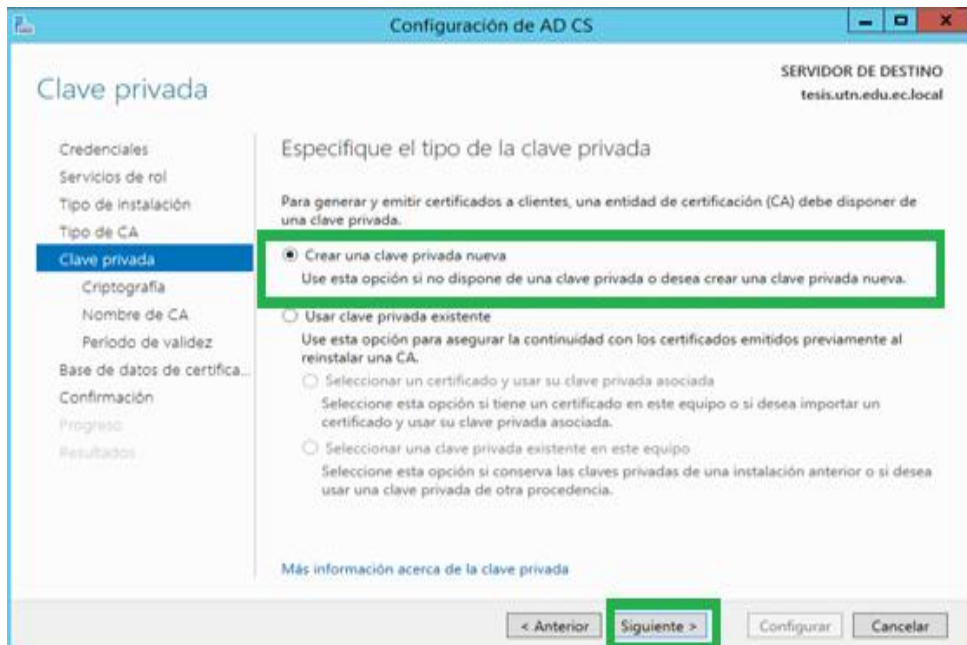 Configuración de AD CS
SERVIDOR DE DESTINO
tesis.utn.edu.ec.local
Clave privada
Credenciales
Servicios de rol
Tipo de instalación
Tipo de CA
Clave privada
Criptografía
Nombre de CA
Período de validez
Base de datos de certifica...
Confirmación
Progreso
Resultados
Especifique el tipo de la clave privada
Para generar y emitir certificados a clientes, una entidad de certificación (CA) debe disponer de
una clave privada.
Crear una clave privada nueva
Use esta opción si no dispone de una clave privada o desea crear una clave privada nueva.
Usar clave privada existente
Use esta opción para asegurar la continuidad con los certificados emitidos previamente al
reinstalar una CA.
Seleccionar un certificado y usar su clave privada asociada
Seleccione esta opción si tiene un certificado en este equipo o si desea importar un
certificado y usar su clave privada asociada.
Seleccionar una clave privada existente en este equipo
Seleccione esta opción si conserva las claves privadas de una instalación anterior o si desea
usar una clave privada de otra procedencia.
Más información acerca de la clave privada
< Anterior
Siguiente >
Configurar
Cancelar